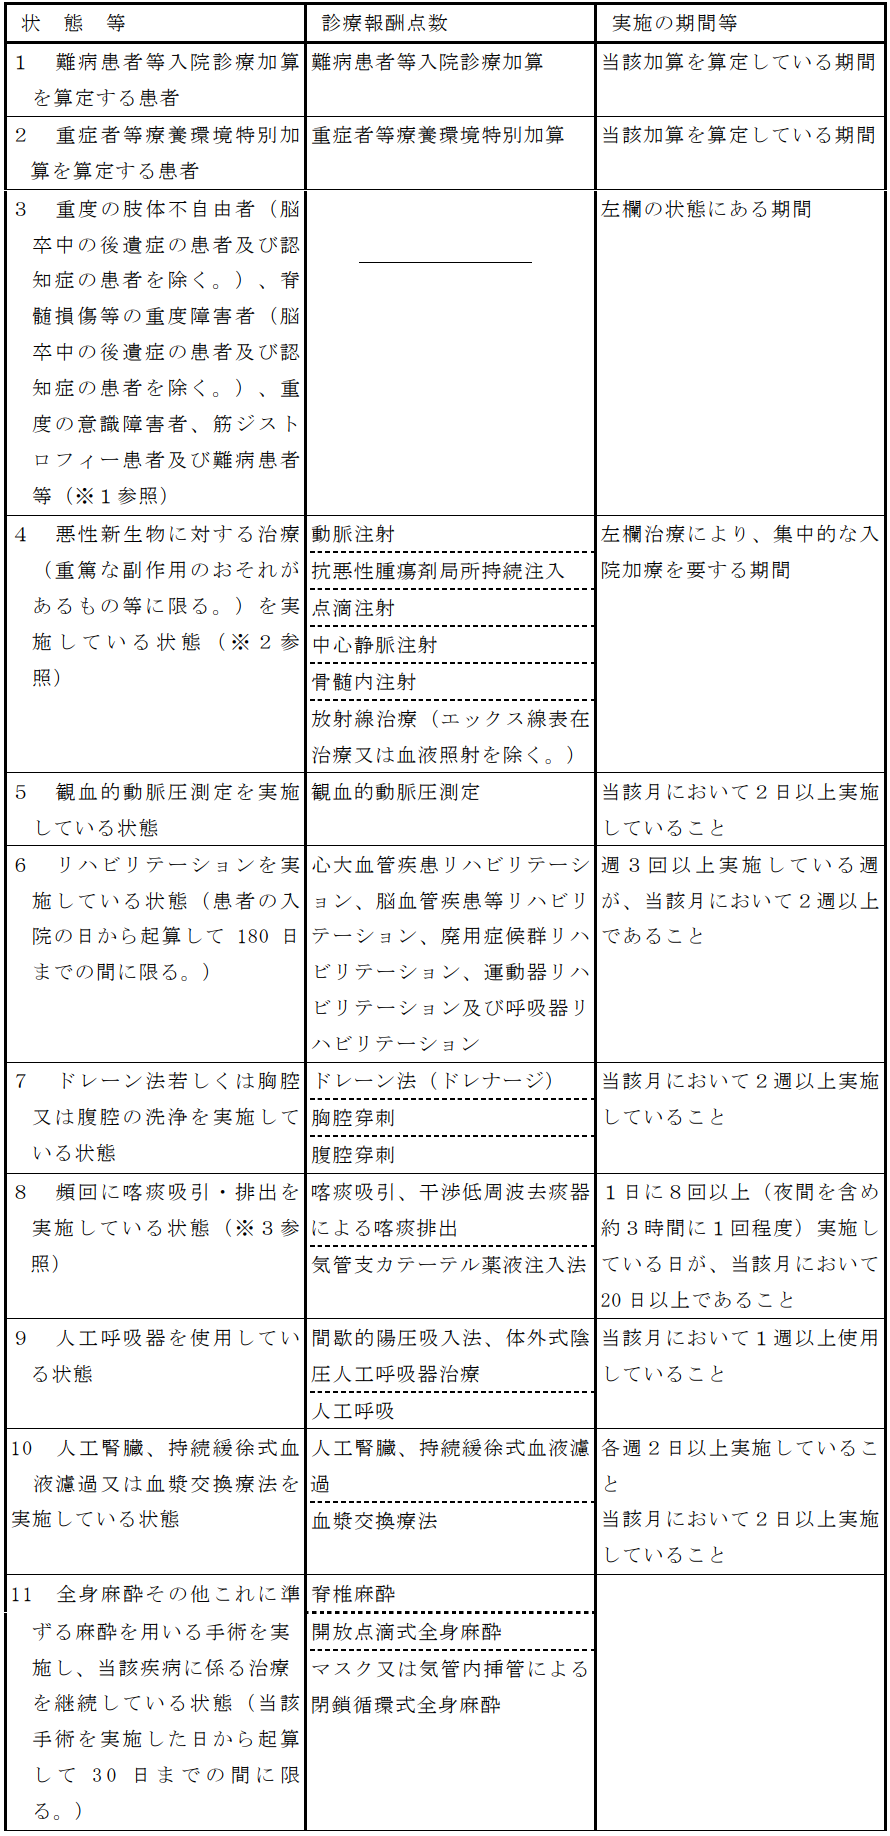 状　態　等
診療報酬点数
実施の期間等
１　難病患者等入院診療加算
を算定する患者
難病患者等入院診療加算
当該加算を算定している期間
２　重症者等療養環境特別加
算を算定する患者
重症者等療養環境特別加算
当該加算を算定している期間
３　重度の肢体不自由者（脳
卒中の後遺症の患者及び認
知症の患者を除く。）、脊
髄損傷等の重度障害者（脳
卒中の後遺症の患者及び認
知症の患者を除く。）、重
度の意識障害者、筋ジスト
ロフィー患者及び難病患者
等（※１参照）
左欄の状態にある期間
４　悪性新生物に対する治療
（重篤な副作用のおそれが
あるもの等に限る。）を実
施している状態（※２参
照）
動脈注射
抗悪性腫瘍剤局所持続注入
点滴注射
中心静脈注射
骨髄内注射
放射線治療（エックス線表在
治療又は血液照射を除く。）
左欄治療により、集中的な入
院加療を要する期間
５　観血的動脈圧測定を実施
している状態
観血的動脈圧測定
当該月において２日以上実施
していること
６　リハビリテーションを実
施している状態（患者の入
院の日から起算して 180 日
までの間に限る。）
心大血管疾患リハビリテーシ
ョン、脳血管疾患等リハビリ
テーション、廃用症候群リハ
ビリテーション、運動器リハ
ビリテーション及び呼吸器リ
ハビリテーション
週３回以上実施している週
が、当該月において２週以上
であること
７　ドレーン法若しくは胸腔
又は腹腔の洗浄を実施して
いる状態
ドレーン法（ドレナージ）
胸腔穿刺
腹腔穿刺
当該月において２週以上実施
していること
８　頻回に喀痰吸引・排出を
実施している状態（※３参
照）
喀痰吸引、干渉低周波去痰器
による喀痰排出
気管支カテーテル薬液注入法
１日に８回以上（夜間を含め
約３時間に１回程度）実施し
ている日が、当該月において
20 日以上であること
９　人工呼吸器を使用してい
る状態
間歇的陽圧吸入法、体外式陰
圧人工呼吸器治療
人工呼吸
当該月において１週以上使用
していること
10　人工腎臓、持続緩徐式血
液濾過又は血漿交換療法を
実施している状態
人工腎臓、持続緩徐式血液濾
過
血漿交換療法
各週２日以上実施しているこ
と
当該月において２日以上実施
していること
11　全身麻酔その他これに準
ずる麻酔を用いる手術を実
施し、当該疾病に係る治療
を継続している状態（当該
手術を実施した日から起算
して 30 日までの間に限
る。）
脊椎麻酔
開放点滴式全身麻酔
マスク又は気管内挿管による
閉鎖循環式全身麻酔